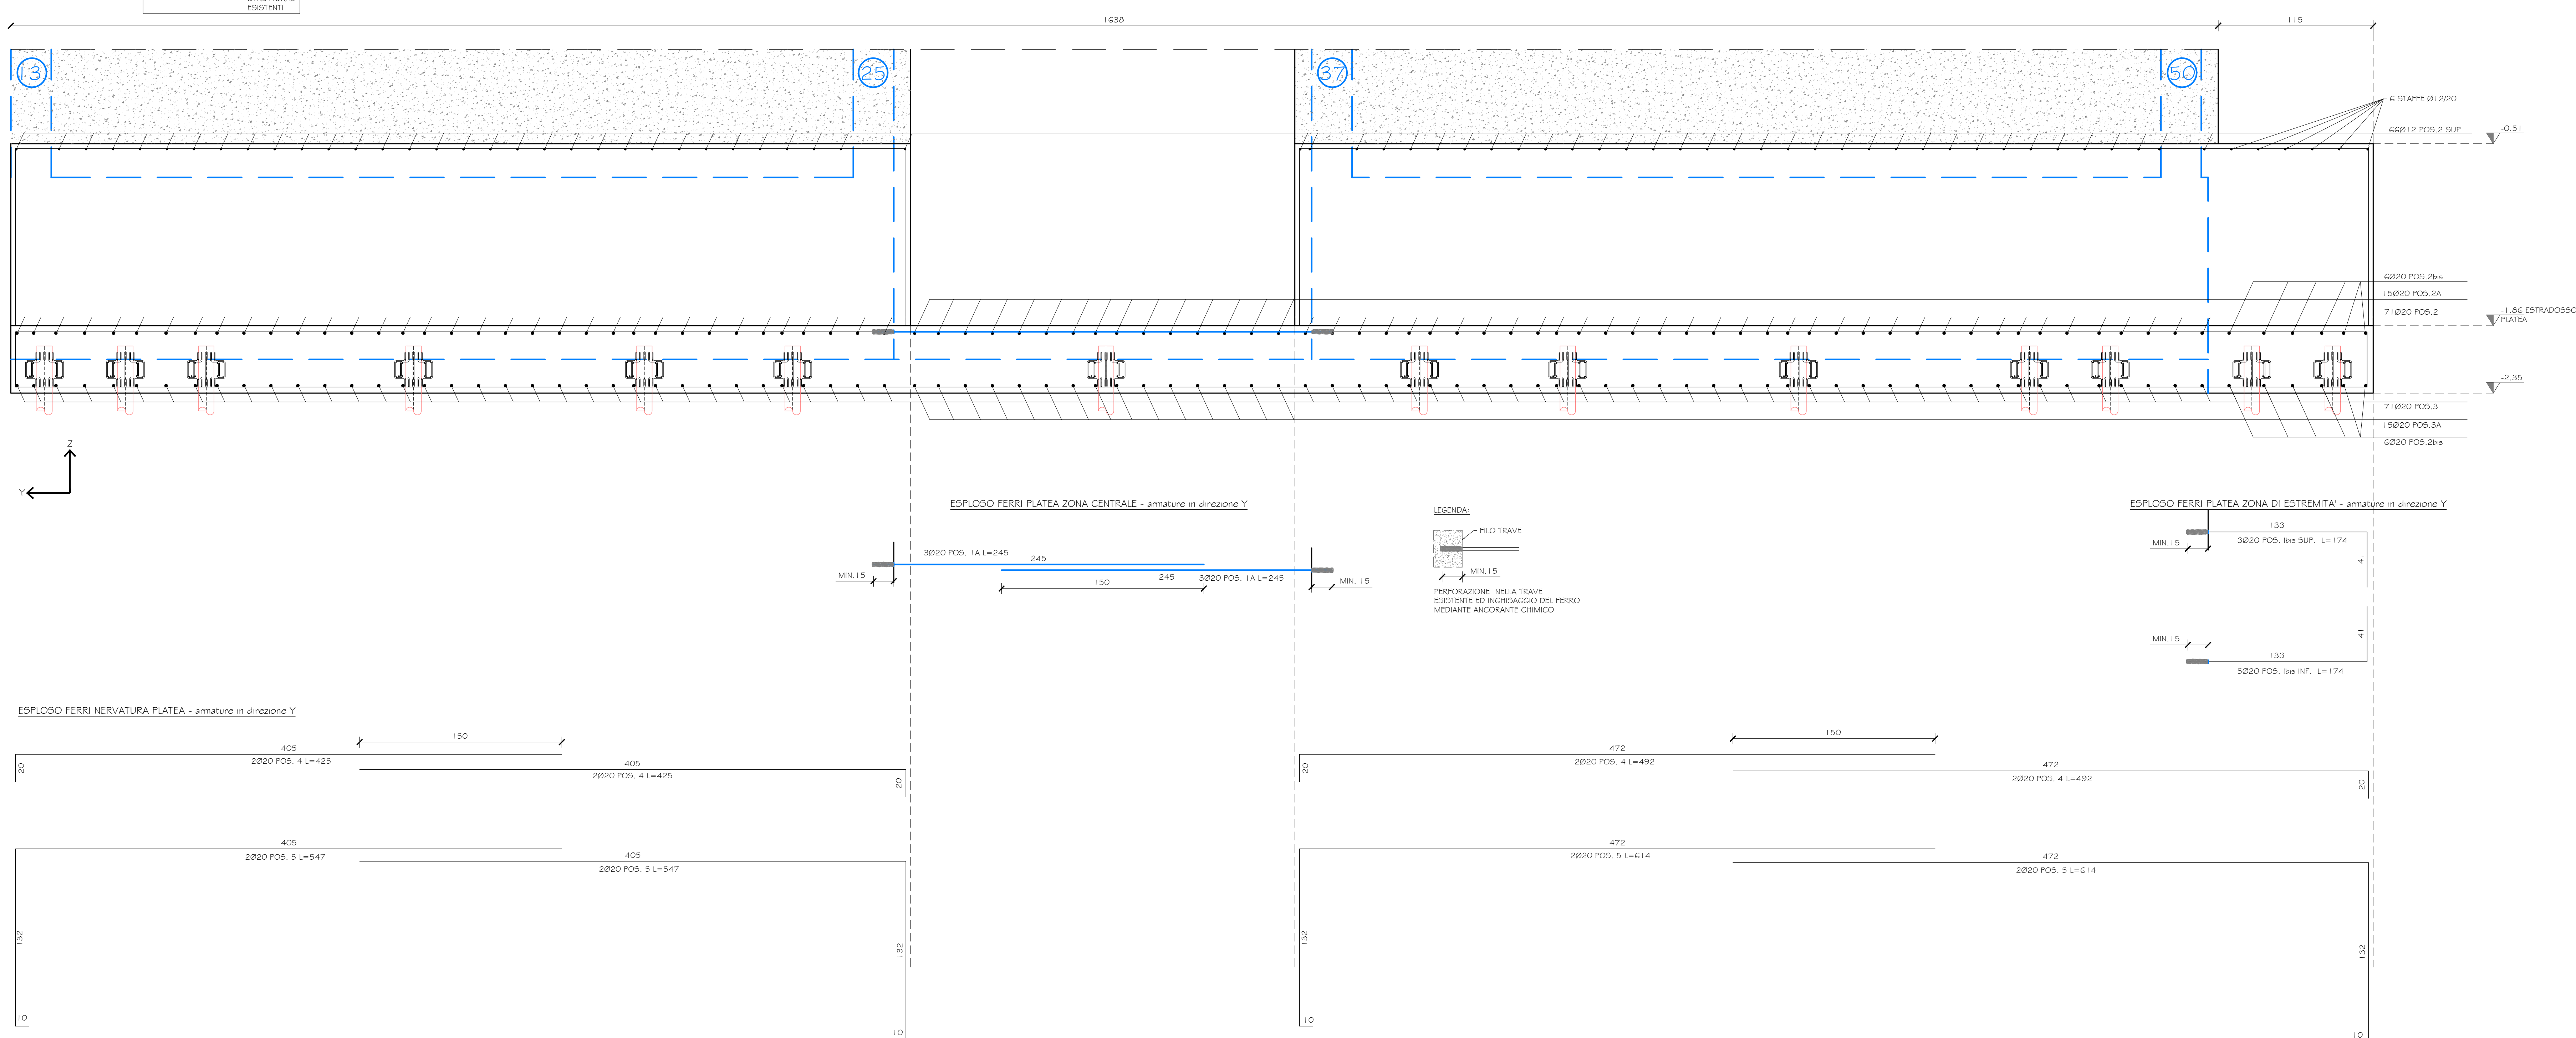 ESISTENTI
1638
115
13
25
37
50
6 STAFFE Ø12/20
66Ø12 POS.2 SUP
-0,51
6Ø20 POS.2bis
15Ø20 POS.2A
71Ø20 POS.2
-1,86 ESTRADOSSO
PLATEA
-2.35
71Ø20 POS.3
15Ø20 POS.3A
6Ø20 POS.2bis
Z
Y
ESPLOSO FERRI PLATEA ZONA CENTRALE - armature in direzione Y
3Ø20 POS. 1A L=245
245
MIN.15
150
245
3Ø20 POS. 1A L=245
MIN. 15
LEGENDA:
FILO TRAVE
MIN.15
PERFORAZIONE NELLA TRAVE
ESISTENTE ED INGHISAGGIO DEL FERRO
MEDIANTE ANCORANTE CHIMICO
ESPLOSO FERRI PLATEA ZONA DI ESTREMITA' - armature in direzione Y
133
3Ø20 POS. Ibis SUP. L=174
MIN.15
41
41
MIN.15
133
5Ø20 POS. Ibis INF. L=174
ESPLOSO FERRI NERVATURA PLATEA - armature in direzione Y
405
150
2Ø20 POS. 4 L=425
20
405
2Ø20 POS. 4 L=425
20
472
150
2Ø20 POS. 4 L=492
20
472
2Ø20 POS. 4 L=492
20
405
2Ø20 POS. 5 L=547
405
2Ø20 POS. 5 L=547
132
132
10
10
472
2Ø20 POS. 5 L=614
472
2Ø20 POS. 5 L=614
132
132
10
10